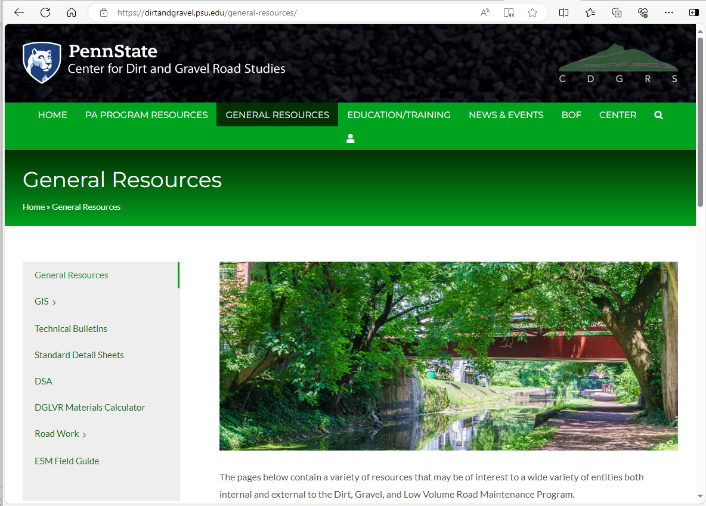 https://dirtandgravel.psu.edu/general-resources/
PennState
Center for Dirt and Gravel Road Studies
C D G R S
HOME PA PROGRAM RESOURCES GENERAL RESOURCES EDUCATION/TRAINING NEWS & EVENTS BOF CENTER
General Resources
Home » General Resources
General Resources
GIS
Technical Bulletins
Standard Detail Sheets
DSA
DGLVR Materials Calculator
Road Work
ESM Field Guide
The pages below contain a variety of resources that may be of interest to a wide variety of entities both
internal and external to the Dirt, Gravel, and Low Volume Road Maintenance Program.